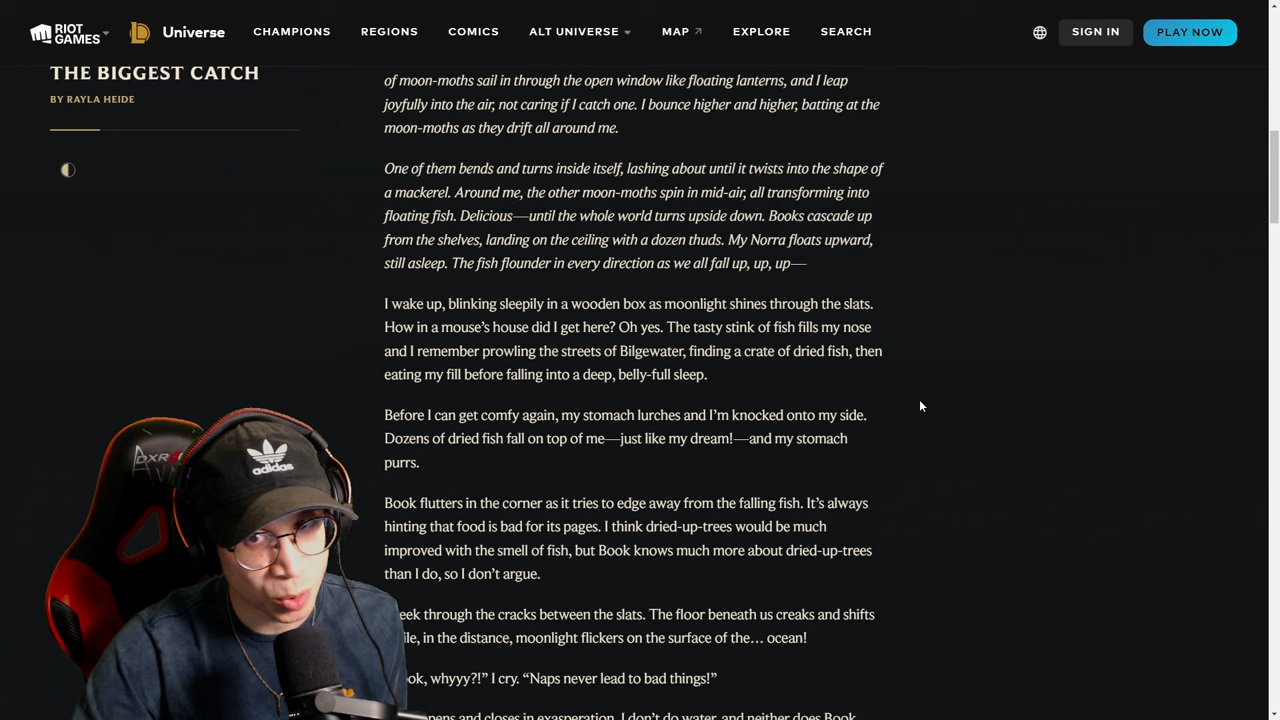 RIOT GAMES
Universe
CHAMPIONS
REGIONS
COMICS
ALT UNIVERSE
MAP
EXPLORE
SEARCH
SIGN IN
PLAY NOW
THE BIGGEST CATCH
BY RAYLA HEIDE
of moon-moths sail in through the open window like floating lanterns, and I leap
joyfully into the air, not caring if I catch one. I bounce higher and higher, batting at the
moon-moths as they drift all around me.
One of them bends and turns inside itself, lashing about until it twists into the shape of
a mackerel. Around me, the other moon-moths spin in mid-air, all transforming into
floating fish. Delicious—until the whole world turns upside down. Books cascade up
from the shelves, landing on the ceiling with a dozen thuds. My Norra floats upward,
still asleep. The fish flounder in every direction as we all fall up, up, up—
I wake up, blinking sleepily in a wooden box as moonlight shines through the slats.
How in a mouse’s house did I get here? Oh yes. The tasty stink of fish fills my nose
and I remember prowling the streets of Bilgewater, finding a crate of dried fish, then
eating my fill before falling into a deep, belly-full sleep.
Before I can get comfy again, my stomach lurches and I’m knocked onto my side.
Dozens of dried fish fall on top of me—just like my dream!—and my stomach
purrs.
Book flutters in the corner as it tries to edge away from the falling fish. It’s always
hinting that food is bad for its pages. I think dried-up-trees would be much
improved with the smell of fish, but Book knows much more about dried-up-trees
than I do, so I don’t argue.
through the cracks between the slats. The floor beneath us creaks and shifts
in the distance, moonlight flickers on the surface of the… ocean!
whyyy?!” I cry. “Naps never lead to bad things!”
and closes in exasperation. I don’t do water, and neither does Book.
adidas
DXR